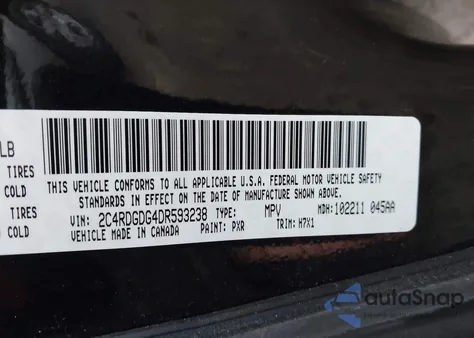 LB
TIRES
COLD
TIRES
COLD
THIS VEHICLE CONFORMS TO ALL APPLICABLE U.S.A. FEDERAL MOTOR VEHICLE SAFETY
STANDARDS IN EFFECT ON THE DATE OF MANUFACTURE SHOWN ABOVE.
VIN: 2C4RDGDG4DR593238 TYPE: MPV MDH: 102211 045AA
VEHICLE MADE IN CANADA PAINT: PXR TRIM: H7X1
autaSnap